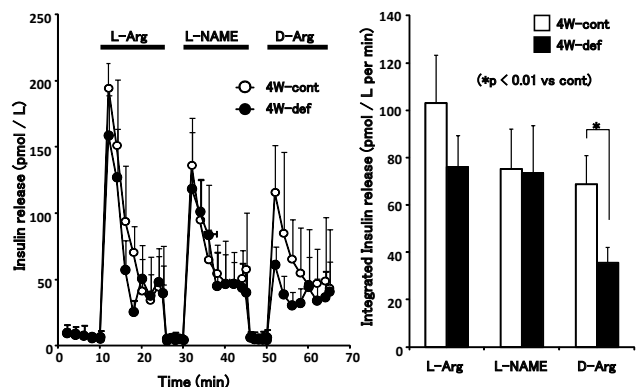 L-Arg L-NAME D-Arg
4W-cont
4W-def
Insulin release (pmol / L)
250
200
150
100
50
0
0 10 20 30 40 50 60 70
Time (min)
4W-cont
4W-def
(*p < 0.01 vs cont)
*
Integrated Insulin release (pmol / L per min)
140
120
100
80
60
40
20
0
L-Arg L-NAME D-Arg